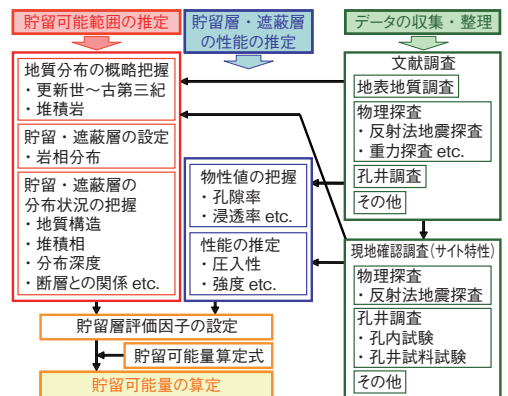 貯留可能範囲の推定
地質分布の概略把握
・更新世～古第三紀
・堆積岩
貯留・遮蔽層の設定
・岩相分布
貯留・遮蔽層の
分布状況の把握
・地質構造
・堆積相
・分布深度
・断層との関係 etc.
貯留層・遮蔽層
の性能の推定
物性値の把握
・孔隙率
・浸透率 etc.
性能の推定
・圧入性
・強度 etc.
データの収集・整理
文献調査
地表地質調査
物理探査
・反射法地震探査
・重力探査 etc.
孔井調査
その他
現地確認調査(サイト特性)
物理探査
・反射法地震探査
孔井調査
・孔内試験
・孔井試料試験
その他
貯留層評価因子の設定
貯留可能量算定式
貯留可能量の算定